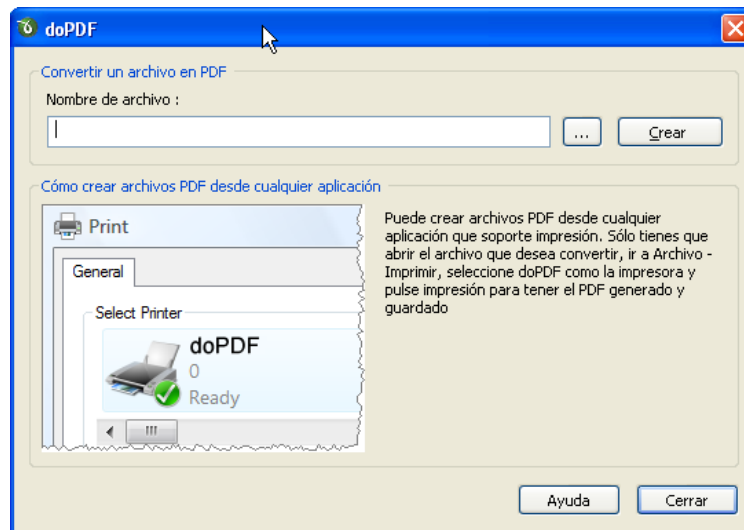 doPDF
Convertir un archivo en PDF
Nombre de archivo :
...
Crear
Cómo crear archivos PDF desde cualquier aplicación
Print
General
Select Printer
doPDF
0
Ready
Puede crear archivos PDF desde cualquier
aplicación que soporte impresión. Sólo tienes que
abrir el archivo que desea convertir, ir a Archivo -
Imprimir, seleccione doPDF como la impresora y
pulse impresión para tener el PDF generado y
guardado
Ayuda
Cerrar